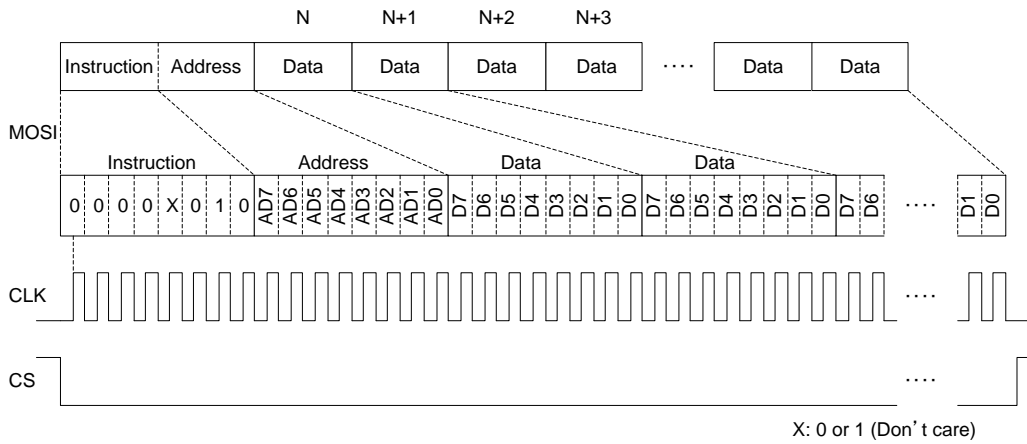 N N+1 N+2 N+3
Instruction Address Data Data Data Data ···· Data Data
MOSI
Instruction Address Data Data
0 0 0 0 X 0 1 0 AD7 AD6 AD5 AD4 AD3 AD2 AD1 AD0 D7 D6 D5 D4 D3 D2 D1 D0 D7 D6 D5 D4 D3 D2 D1 D0 D7 D6 ···· D1 D0
CLK ····
CS ····
X: 0 or 1 (Don't care)